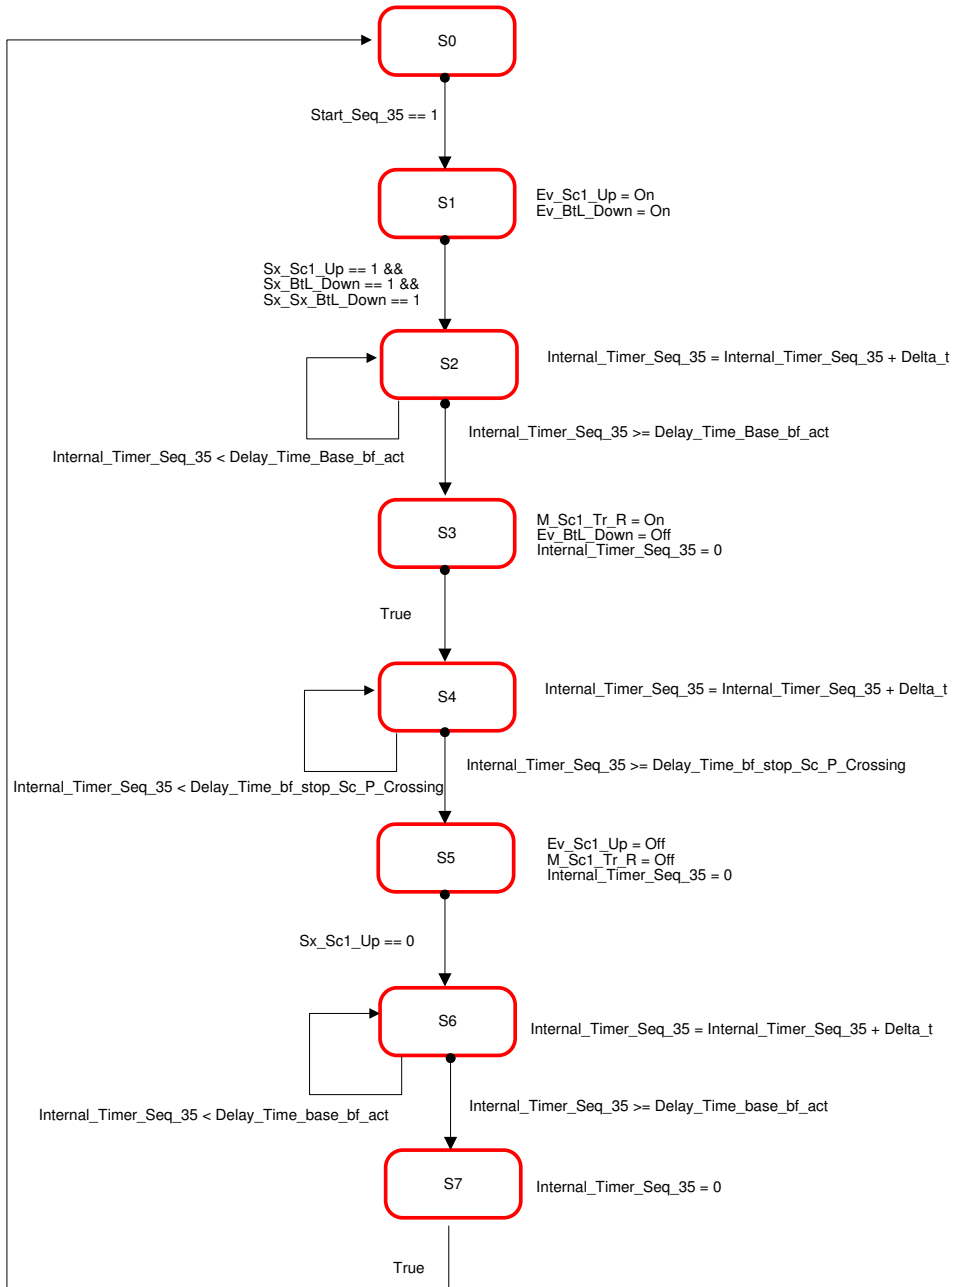 S0
Start_Seq_35 == 1
S1
Ev_Sc1_Up = On
Ev_BtL_Down = On
Sx_Sc1_Up == 1 &&
Sx_BtL_Down == 1 &&
Sx_Sx_BtL_Down == 1
S2
Internal_Timer_Seq_35 = Internal_Timer_Seq_35 + Delta_t
Internal_Timer_Seq_35 >= Delay_Time_Base_bf_act
Internal_Timer_Seq_35 < Delay_Time_Base_bf_act
S3
M_Sc1_Tr_R = On
Ev_BtL_Down = Off
Internal_Timer_Seq_35 = 0
True
S4
Internal_Timer_Seq_35 = Internal_Timer_Seq_35 + Delta_t
Internal_Timer_Seq_35 >= Delay_Time_bf_stop_Sc_P_Crossing
Internal_Timer_Seq_35 < Delay_Time_bf_stop_Sc_P_Crossing
S5
Ev_Sc1_Up = Off
M_Sc1_Tr_R = Off
Internal_Timer_Seq_35 = 0
Sx_Sc1_Up == 0
S6
Internal_Timer_Seq_35 = Internal_Timer_Seq_35 + Delta_t
Internal_Timer_Seq_35 >= Delay_Time_base_bf_act
Internal_Timer_Seq_35 < Delay_Time_base_bf_act
S7
Internal_Timer_Seq_35 = 0
True